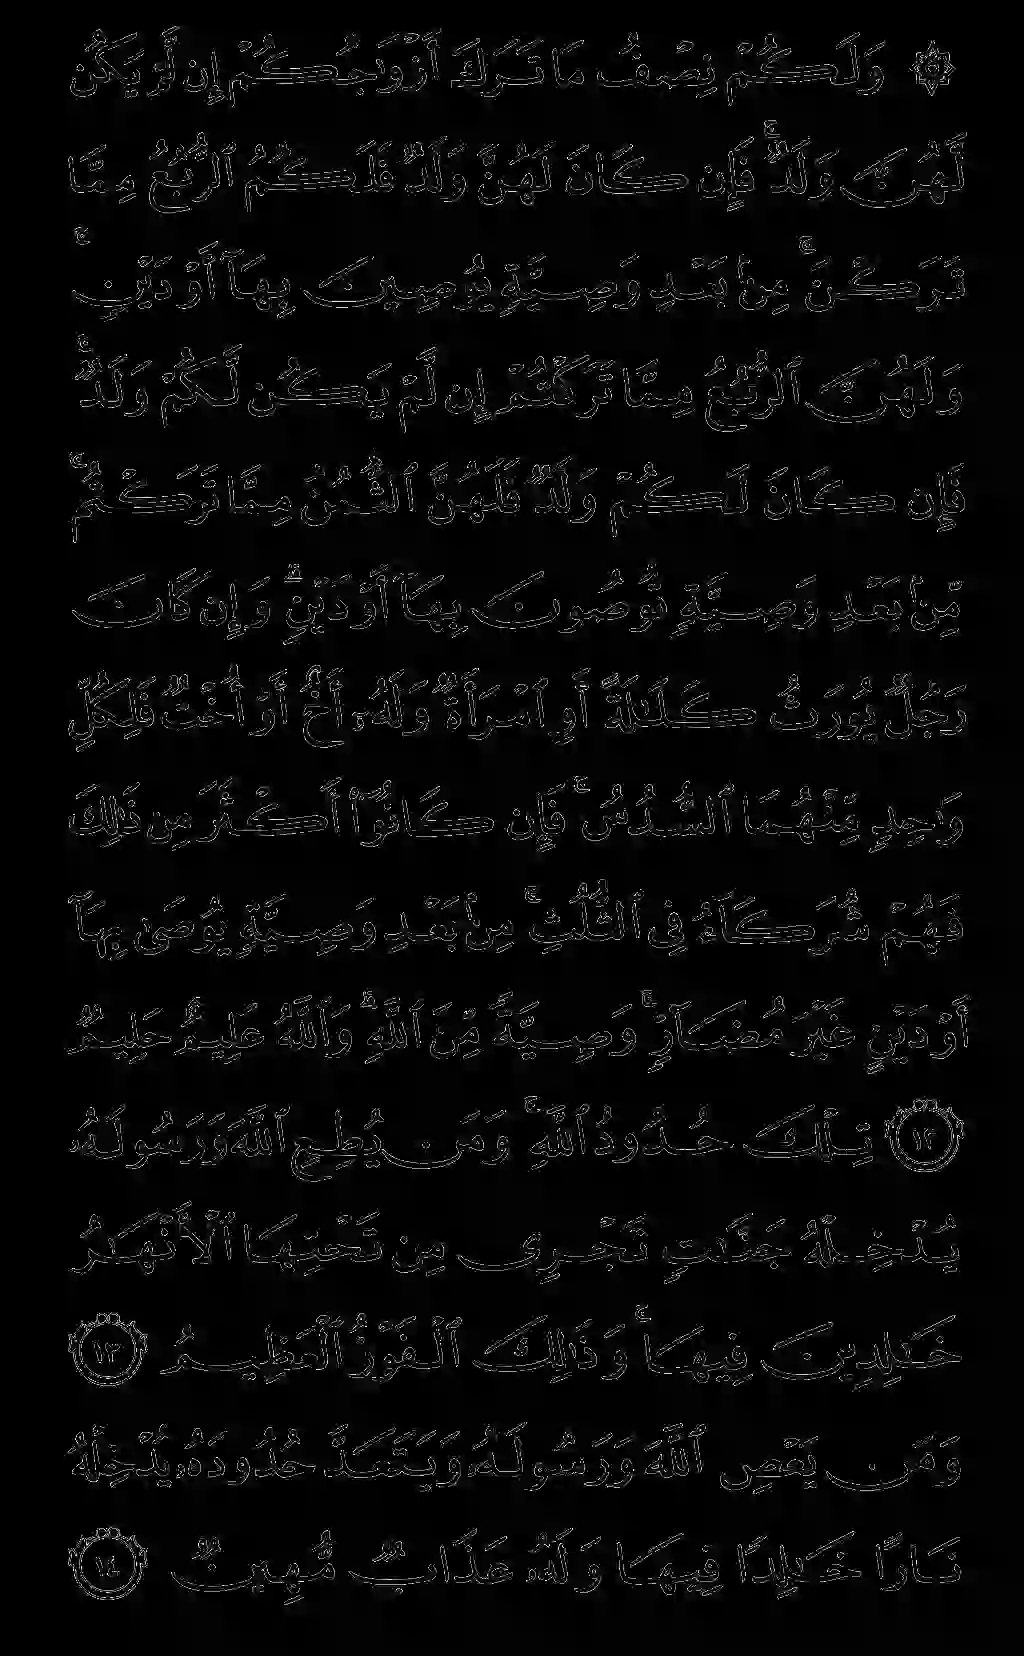 ۞ وَلَكُمْ نِصْفُ مَا تَرَكَ أَزْوَٰجُكُمْ إِن لَّمْ يَكُن
لَّهُنَّ وَلَدٌ ۚ فَإِن كَانَ لَهُنَّ وَلَدٌ فَلَكُمُ ٱلرُّبُعُ مِمَّا
تَرَكْنَ ۚ مِنۢ بَعْدِ وَصِيَّةٍ يُوصِينَ بِهَآ أَوْ دَيْنٍ ۚ
وَلَهُنَّ ٱلرُّبُعُ مِمَّا تَرَكْتُمْ إِن لَّمْ يَكُن لَّكُمْ وَلَدٌ ۚ
فَإِن كَانَ لَكُمْ وَلَدٌ فَلَهُنَّ ٱلثُّمُنُ مِمَّا تَرَكْتُم ۚ
مِّنۢ بَعْدِ وَصِيَّةٍ تُوصُونَ بِهَآ أَوْ دَيْنٍ ۗ وَإِن كَانَ
رَجُلٌ يُورَثُ كَلَٰلَةً أَوِ ٱمْرَأَةٌ وَلَهُۥٓ أَخٌ أَوْ أُخْتٌ فَلِكُلِّ
وَٰحِدٍ مِّنْهُمَا ٱلسُّدُسُ ۚ فَإِن كَانُوٓا۟ أَكْثَرَ مِن ذَٰلِكَ
فَهُمْ شُرَكَآءُ فِى ٱلثُّلُثِ ۚ مِنۢ بَعْدِ وَصِيَّةٍ يُوصَىٰ بِهَآ
أَوْ دَيْنٍ غَيْرَ مُضَآرٍّ ۚ وَصِيَّةً مِّنَ ٱللَّهِ ۗ وَٱللَّهُ عَلِيمٌ حَلِيمٌ
١٢ تِلْكَ حُدُودُ ٱللَّهِ ۚ وَمَن يُطِعِ ٱللَّهَ وَرَسُولَهُۥ
يُدْخِلْهُ جَنَّٰتٍ تَجْرِى مِن تَحْتِهَا ٱلْأَنْهَٰرُ
خَٰلِدِينَ فِيهَا ۚ وَذَٰلِكَ ٱلْفَوْزُ ٱلْعَظِيمُ ١٣
وَمَن يَعْصِ ٱللَّهَ وَرَسُولَهُۥ وَيَتَعَدَّ حُدُودَهُۥ يُدْخِلْهُ
نَارًا خَٰلِدًا فِيهَا وَلَهُۥ عَذَابٌ مُّهِينٌ ١٤